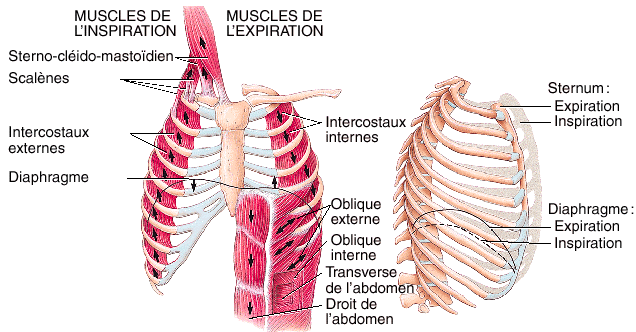 MUSCLES DE
L'INSPIRATION
MUSCLES DE
L'EXPIRATION
Sterno-cléido-mastoïdien
Scalènes
Intercostaux
externes
Diaphragme
Intercostaux
internes
Oblique
externe
Oblique
interne
Transverse
de l'abdomen
Droit de
l'abdomen
Sternum :
Expiration
Inspiration
Diaphragme :
Expiration
Inspiration